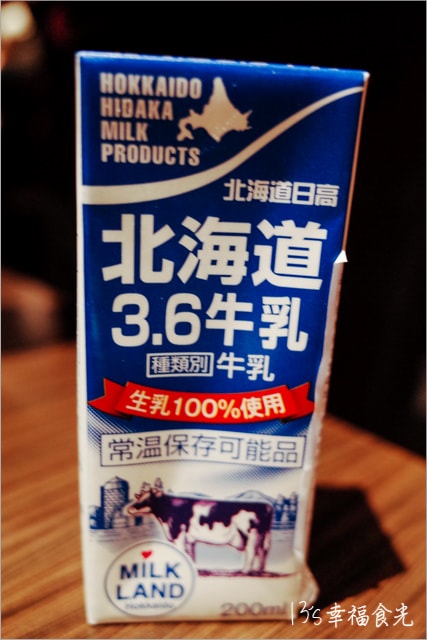 HOKKAIDO
HIDAKA
MILK
PRODUCTS
北海道日高
北海道
3.6牛乳
種類別 牛乳
生乳100%使用
常温保存可能品
MILK
LAND
HOKKAIDO
200ml
13's幸福食光